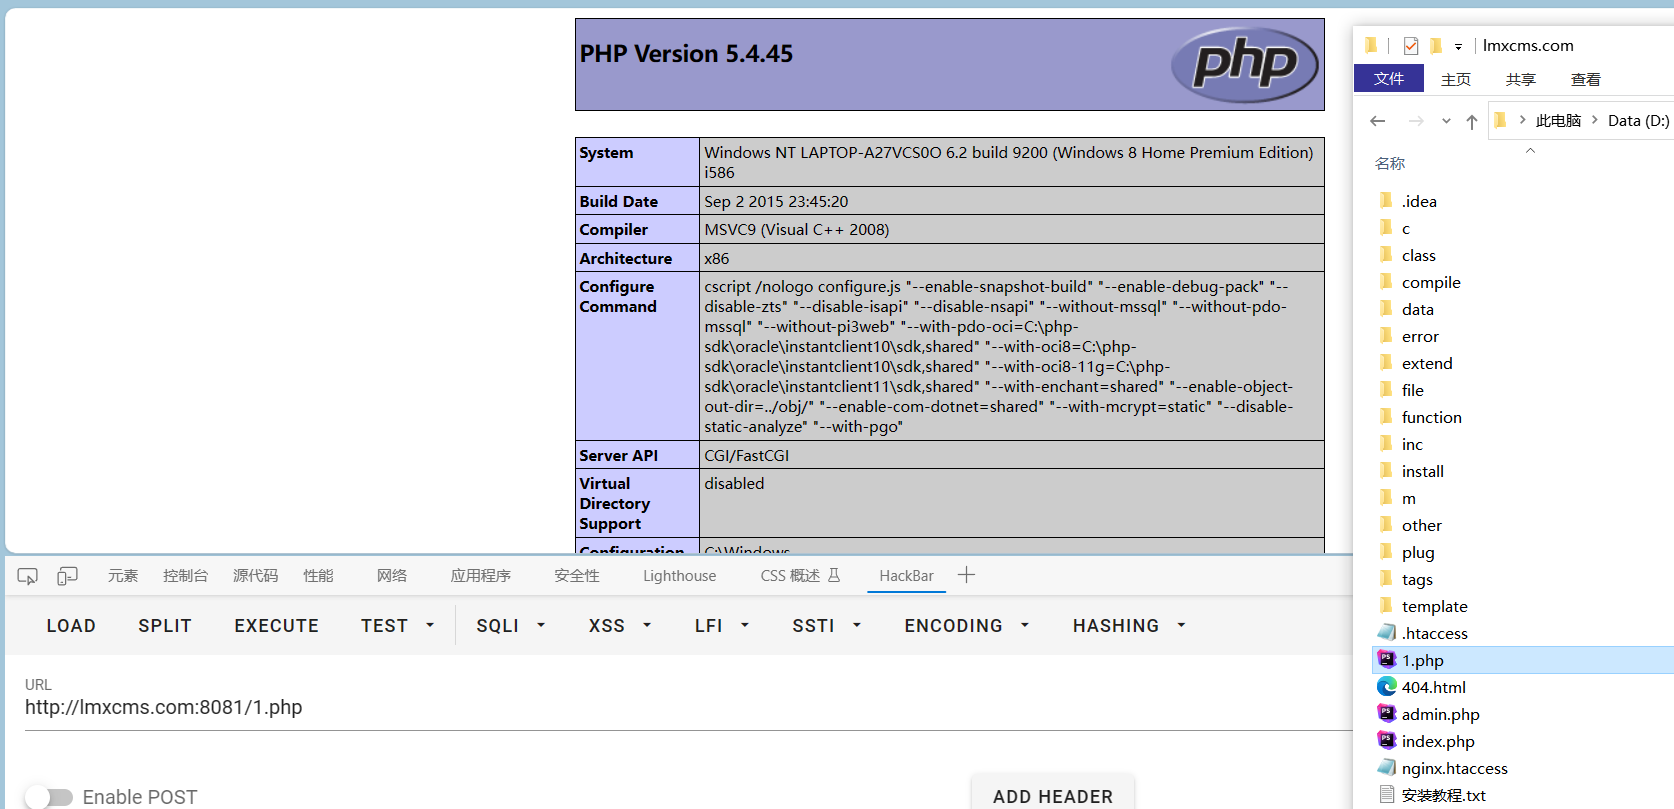 PHP Version 5.4.45
php
System
Windows NT LAPTOP-A27VCS0O 6.2 build 9200 (Windows 8 Home Premium Edition)
i586
Build Date
Sep 2 2015 23:45:20
Compiler
MSVC9 (Visual C++ 2008)
Architecture
x86
Configure
Command
cscript /nologo configure.js "--enable-snapshot-build" "--enable-debug-pack" "--
disable-zts" "--disable-isapi" "--disable-nsapi" "--without-mssql" "--without-pdo-
mssql" "--without-pi3web" "--with-pdo-oci=C:\php-
sdk\oracle\instantclient10\sdk,shared" "--with-oci8=C:\php-
sdk\oracle\instantclient10\sdk,shared" "--with-oci8-11g=C:\php-
sdk\oracle\instantclient11\sdk,shared" "--with-enchant=shared" "--enable-object-
out-dir=../obj/" "--enable-com-dotnet=shared" "--with-mcrypt=static" "--disable-
static-analyze" "--with-pgo"
Server API
CGI/FastCGI
Virtual
Directory
Support
disabled
Configuration
C:\Windows
元素 控制台 源代码 性能 网络 应用程序 安全性 Lighthouse CSS 概述 HackBar
LOAD SPLIT EXECUTE TEST SQLI XSS LFI SSTI ENCODING HASHING
URL
http://lmxcms.com:8081/1.php
Enable POST
ADD HEADER
lmxcms.com
文件 主页 共享 查看
此电脑 Data (D:)
名称
.idea
c
class
compile
data
error
extend
file
function
inc
install
m
other
plug
tags
template
.htaccess
1.php
404.html
admin.php
index.php
nginx.htaccess
安装教程.txt